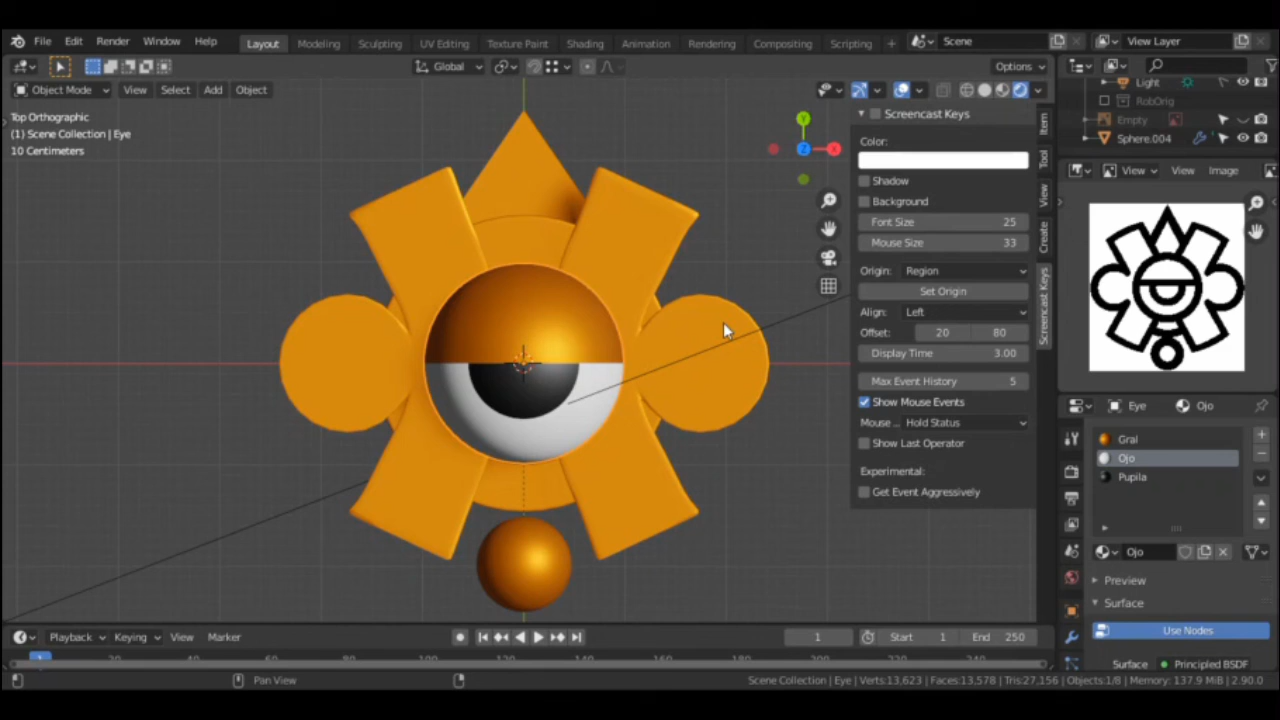 File Edit Render Window Help Layout Modeling Sculpting UV Editing Texture Paint Shading Animation Rendering Compositing Scripting + Scene View Layer
Global Options
Object Mode View Select Add Object
Top Orthographic
(1) Scene Collection | Eye
10 Centimeters
Y
X
Z
Screencast Keys
Color:
Shadow
Background
Font Size 25
Mouse Size 33
Origin: Region
Set Origin
Align: Left
Offset: 20 80
Display Time 3.00
Max Event History 5
Show Mouse Events
Mouse ... Hold Status
Show Last Operator
Experimental:
Get Event Aggressively
Item
Tool
View
Create
Screencast Keys
Light
RobOrig
Empty
Sphere.004
View View Image
Eye Ojo
Gral
Ojo
Pupila
Ojo
Preview
Surface
Use Nodes
Surface Principled BSDF
Playback Keying View Marker 1 Start 1 End 250
1
Pan View
Scene Collection | Eye | Verts:13,623 | Faces:13,578 | Tris:27,156 | Objects:1/8 | Memory: 137.9 MiB | 2.90.0